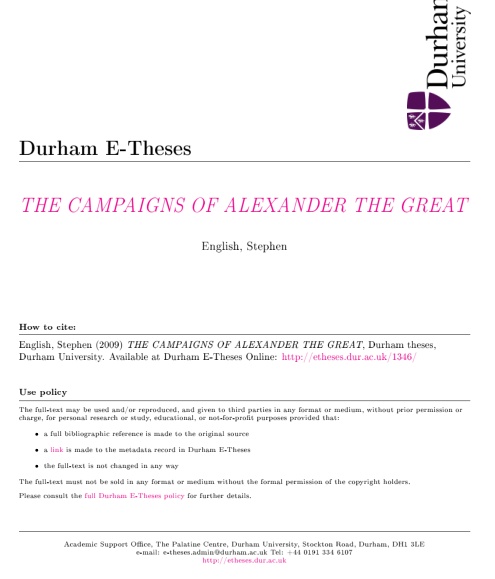 Durham
University
Durham E-Theses
THE CAMPAIGNS OF ALEXANDER THE GREAT
English, Stephen
How to cite:
English, Stephen (2009) THE CAMPAIGNS OF ALEXANDER THE GREAT, Durham theses,
Durham University. Available at Durham E-Theses Online: http://etheses.dur.ac.uk/1346/
Use policy
The full-text may be used and/or reproduced, and given to third parties in any format or medium, without prior permission or
charge, for personal research or study, educational, or not-for-profit purposes provided that:
• a full bibliographic reference is made to the original source
• a link is made to the metadata record in Durham E-Theses
• the full-text is not changed in any way
The full-text must not be sold in any format or medium without the formal permission of the copyright holders.
Please consult the full Durham E-Theses policy for further details.
Academic Support Office, The Palatine Centre, Durham University, Stockton Road, Durham, DH1 3LE
e-mail: e-theses.admin@durham.ac.uk Tel: +44 0191 334 6107
http://etheses.dur.ac.uk